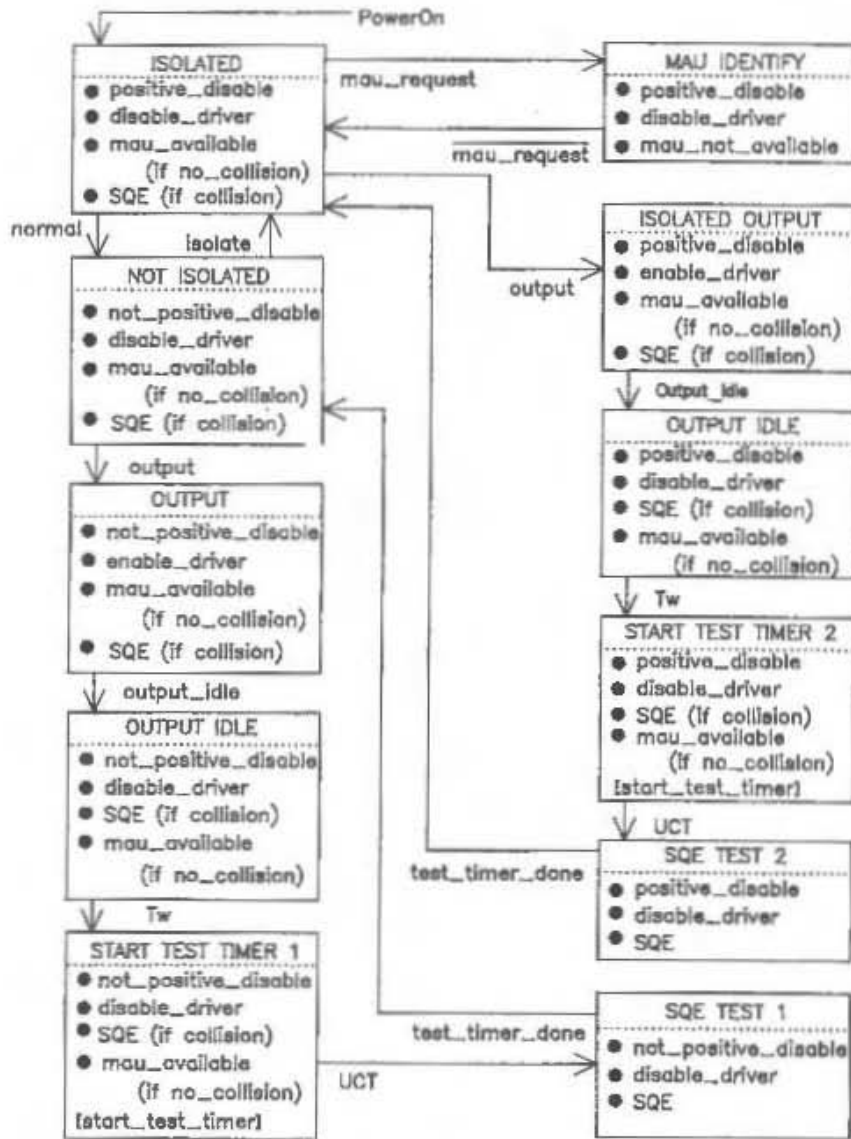 PowerOn
ISOLATED
● positive_disable
● disable_driver
● mau_available
(if no_collision)
● SQE (if collision)
mau_request
MAU IDENTIFY
● positive_disable
● disable_driver
● mau_not_available
mau_request
normal
isolate
output
ISOLATED OUTPUT
● positive_disable
● enable_driver
● mau_available
(if no_collision)
● SQE (if collision)
NOT ISOLATED
● not_positive_disable
● disable_driver
● mau_available
(if no_collision)
● SQE (if collision)
Output_idle
OUTPUT IDLE
● positive_disable
● disable_driver
● SQE (if collision)
● mau_available
(if no_collision)
output
OUTPUT
● not_positive_disable
● enable_driver
● mau_available
(if no_collision)
● SQE (if collision)
Tw
START TEST TIMER 2
● positive_disable
● disable_driver
● SQE (if collision)
● mau_available
(if no_collision)
[start_test_timer]
output_idle
OUTPUT IDLE
● not_positive_disable
● disable_driver
● SQE (if collision)
● mau_available
(if no_collision)
UCT
test_timer_done
SQE TEST 2
● positive_disable
● disable_driver
● SQE
Tw
START TEST TIMER 1
● not_positive_disable
● disable_driver
● SQE (if collision)
● mau_available
(if no_collision)
[start_test_timer]
UCT
test_timer_done
SQE TEST 1
● not_positive_disable
● disable_driver
● SQE